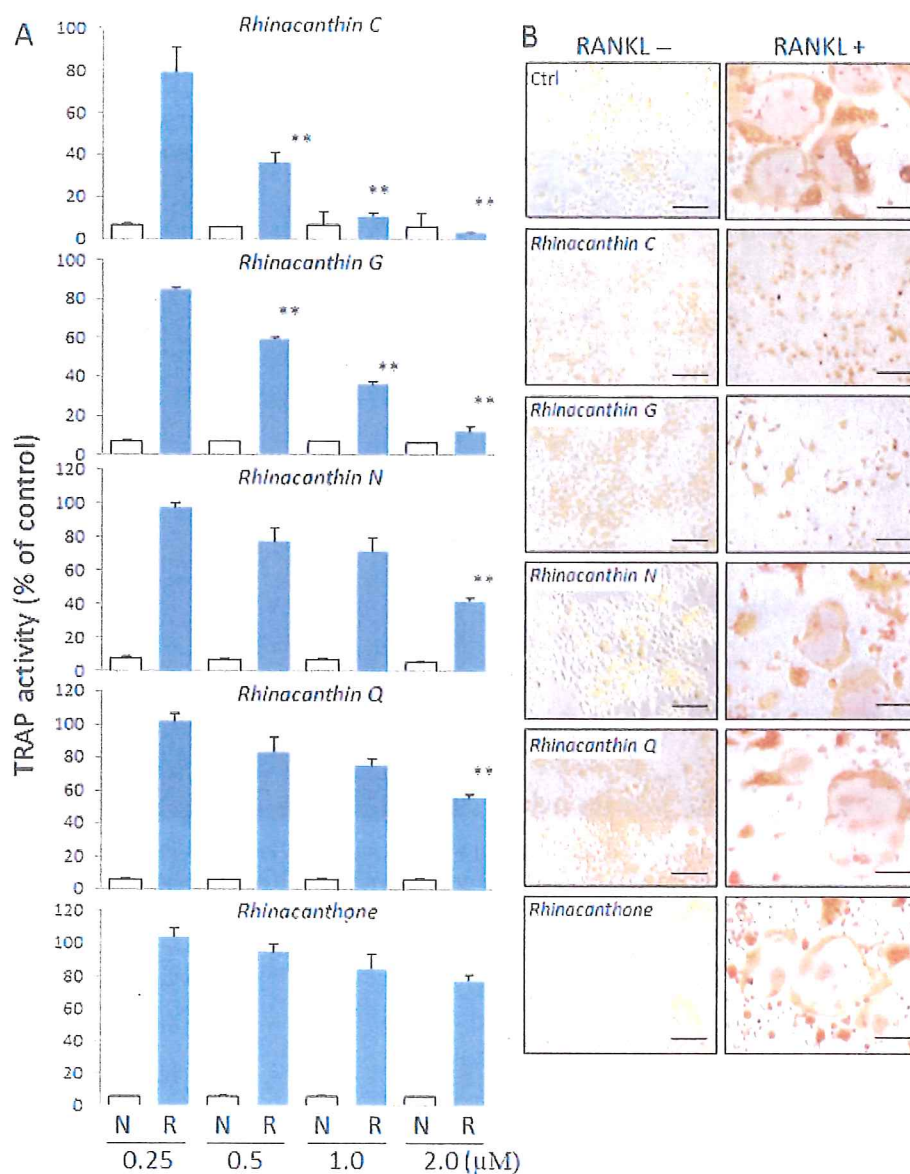 A
Rhinacanthin C
100
80
60
40
20
0
**
**
**
Rhinacanthin G
100
80
60
40
20
0
**
**
**
Rhinacanthin N
120
100
80
60
40
20
0
**
Rhinacanthin Q
120
100
80
60
40
20
0
**
Rhinacanthone
120
100
80
60
40
20
0
TRAP activity (% of control)
N R N R N R N R
0.25 0.5 1.0 2.0 (μM)
B
RANKL – RANKL +
Ctrl
Rhinacanthin C
Rhinacanthin G
Rhinacanthin N
Rhinacanthin Q
Rhinacanthone